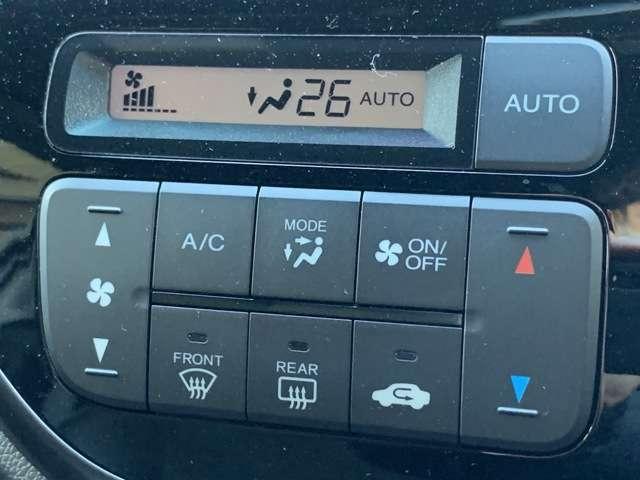 26 AUTO
AUTO
A/C
MODE
ON/
OFF
FRONT
REAR